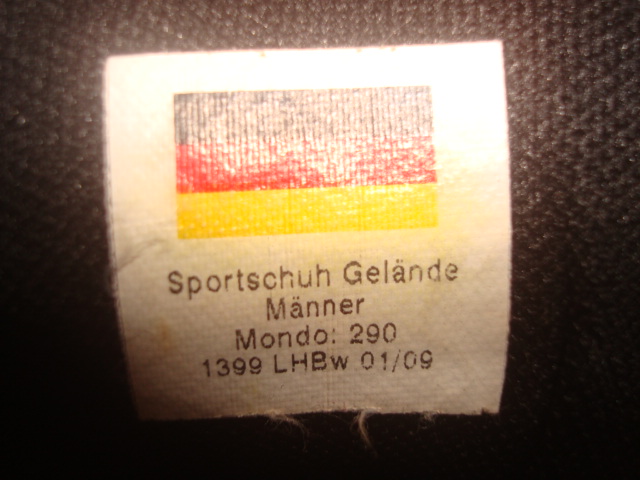 Sportschuh Gelände
Männer
Mondo: 290
1399 LHBw 01/09